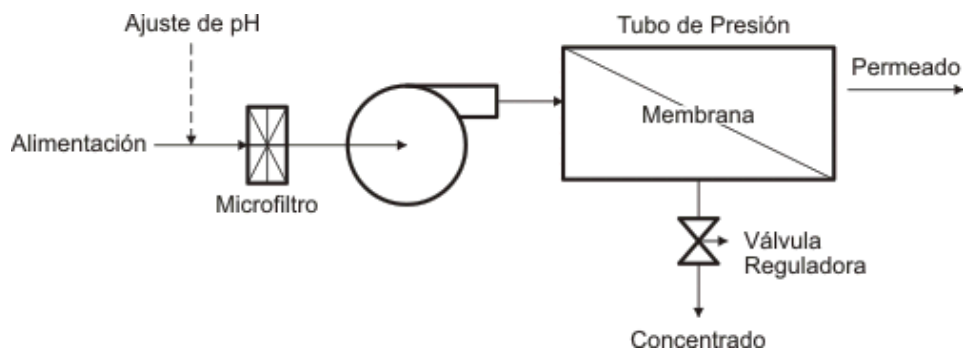 Ajuste de pH
Tubo de Presión
Permeado
Membrana
Alimentación
Microfiltro
Válvula
Reguladora
Concentrado